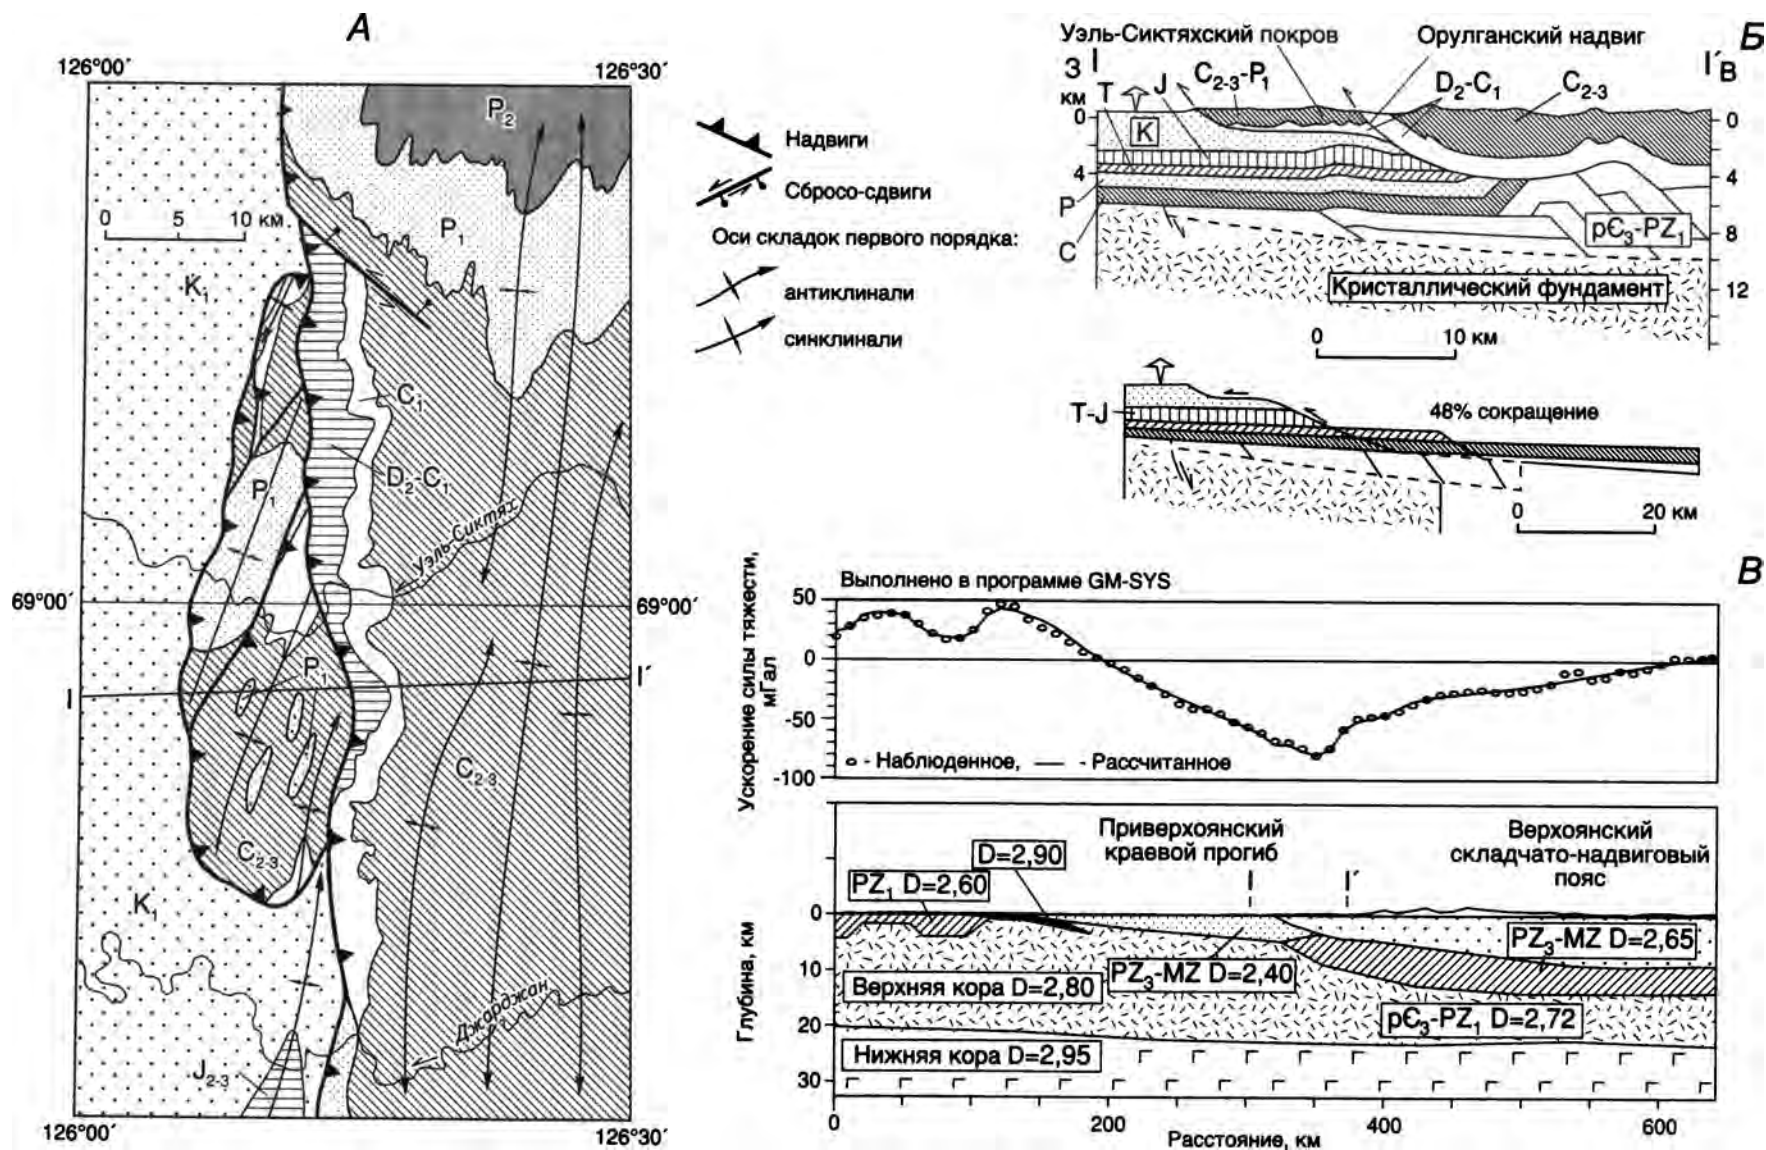 А
126°00′
126°30′
P₂
0 5 10 км
P₁
K₁
C₁
D₂-C₁
P₁
Уэль-Сиктях
69°00′
69°00′
P₁
I
I′
C₂₋₃
C₂₋₃
K₁
Джарджан
J₂₋₃
126°00′
126°30′
Надвиги
Сбросо-сдвиги
Оси складок первого порядка:
антиклинали
синклинали
Б
Уэль-Сиктяхский покров
Орулганский надвиг
З I
I′ В
C₂₋₃-P₁
D₂-C₁
C₂₋₃
км
T
J
0
0
K
4
4
P
pЄ₃-PZ₁
8
C
Кристаллический фундамент
12
0 10 км
T-J
48% сокращение
0 20 км
В
Выполнено в программе GM-SYS
Ускорение силы тяжести,
мГал
50
0
-50
-100
- Наблюденное, - Рассчитанное
Приверхоянский
краевой прогиб
Верхоянский
складчато-надвиговый
пояс
D=2,90
PZ₁ D=2,60
I
I′
Глубина, км
0
10
20
30
PZ₃-MZ D=2,65
PZ₃-MZ D=2,40
Верхняя кора D=2,80
pЄ₃-PZ₁ D=2,72
Нижняя кора D=2,95
0 200 400 600
Расстояние, км